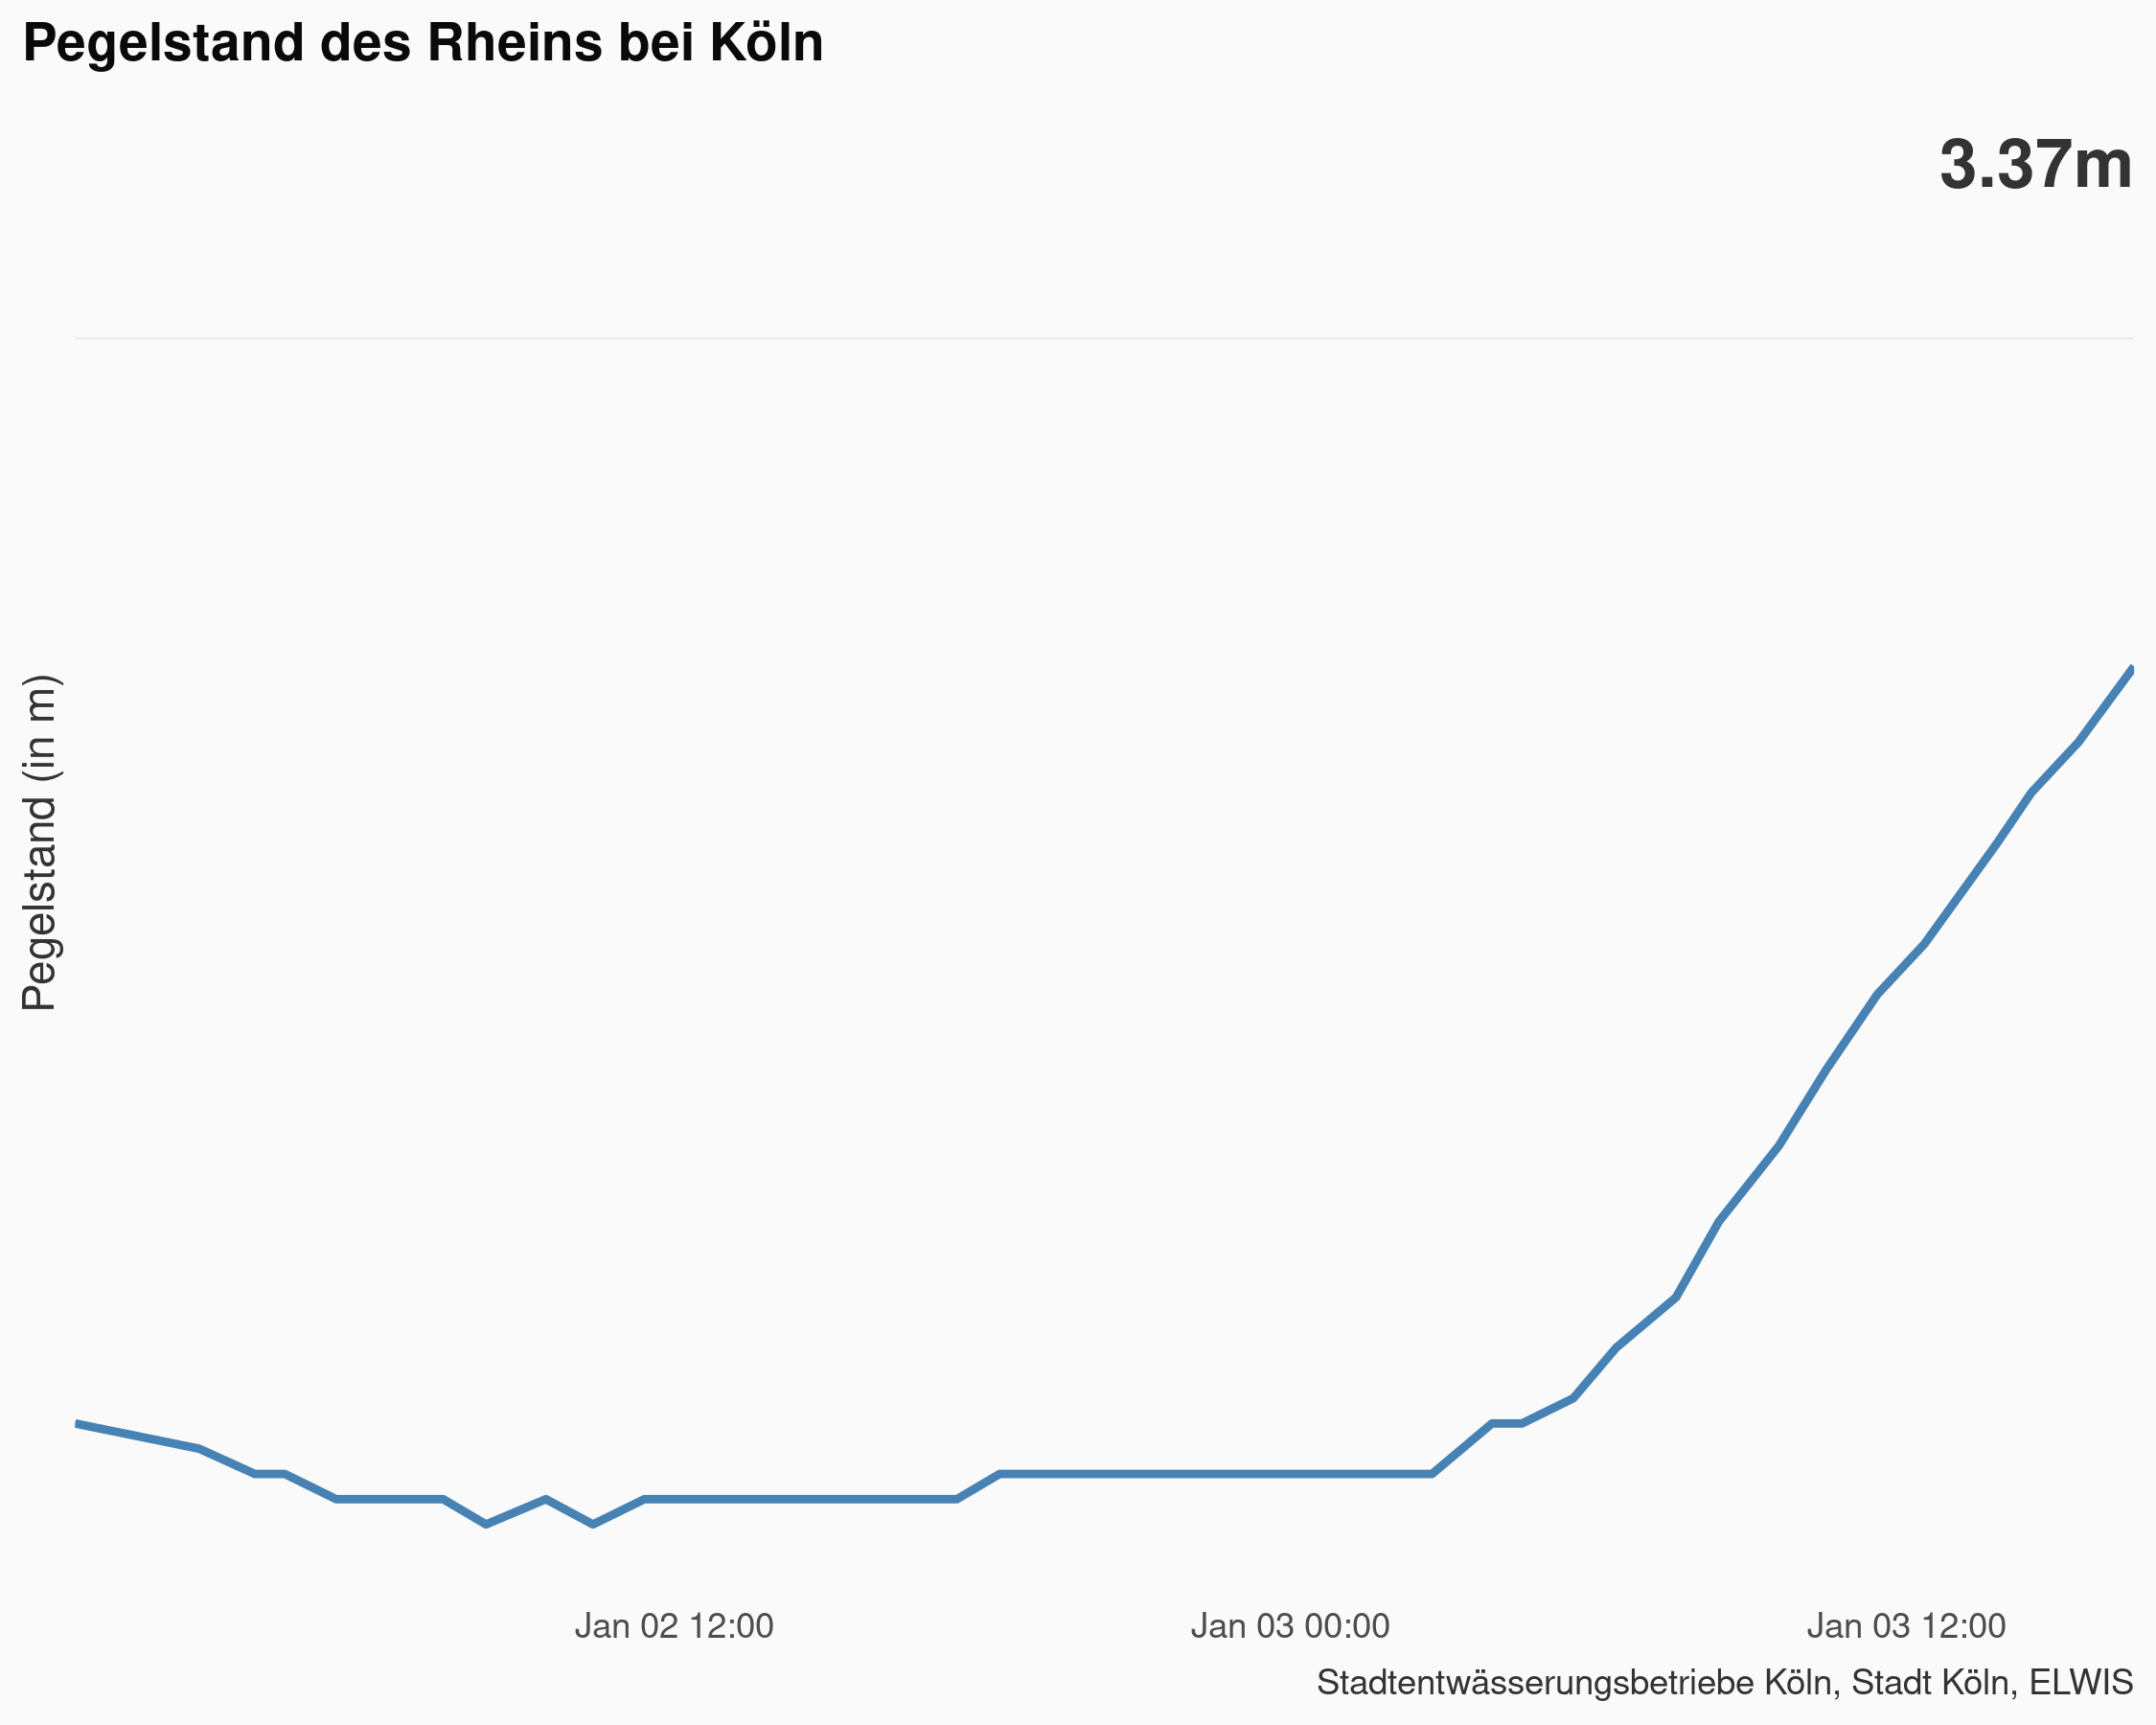 Pegelstand des Rheins bei Köln
3.37m
Pegelstand (in m)
Jan 02 12:00
Jan 03 00:00
Jan 03 12:00
Stadtentwässerungsbetriebe Köln, Stadt Köln, ELWIS